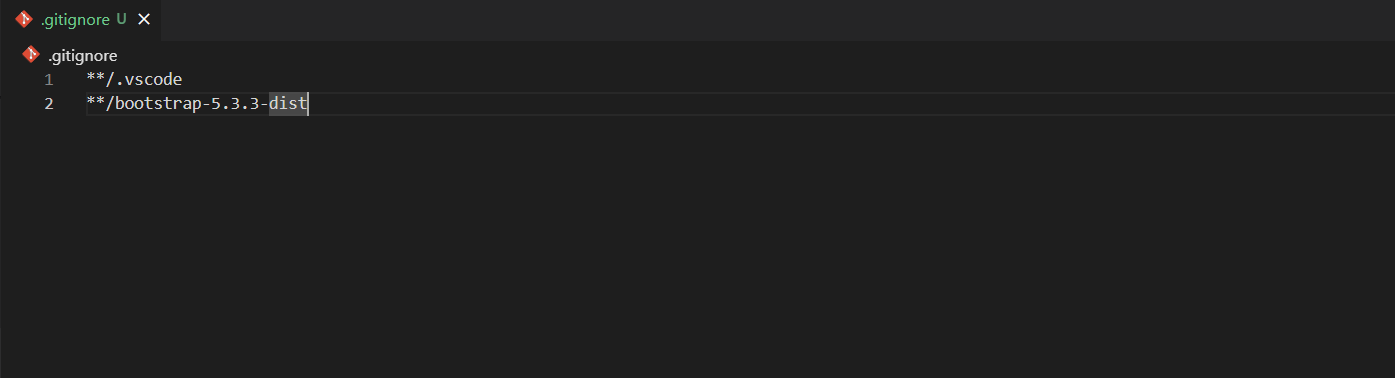 .gitignore U
.gitignore
1 **/.vscode
2 **/bootstrap-5.3.3-dist